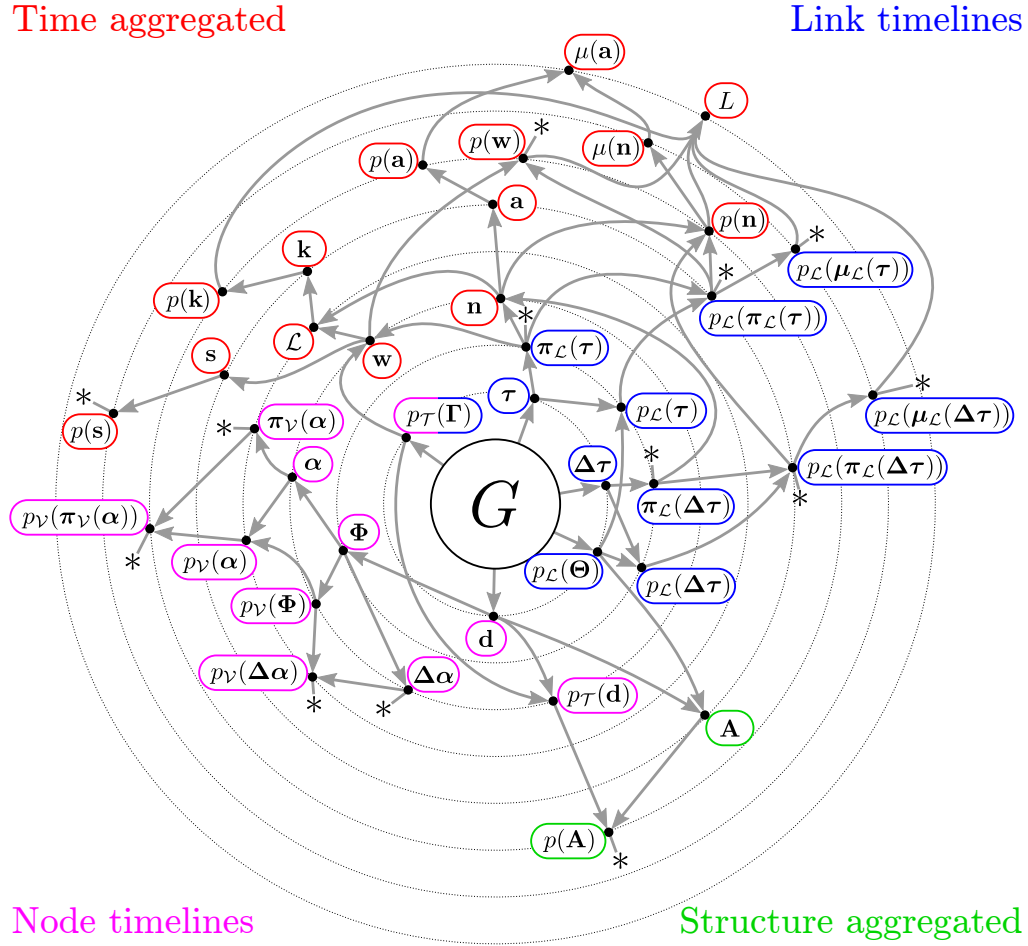 Time aggregated
Link timelines
μ(𝐚)
L
p(𝐰) *
μ(𝐧)
p(𝐚)
𝐚
p(𝐧)
*
𝐤
p_ℒ(𝝁_ℒ(𝝉))
*
p(𝐤)
𝐧
*
p_ℒ(𝝅_ℒ(𝝉))
ℒ
𝐰
𝝅_ℒ(𝝉)
𝐬
*
*
p(𝐬)
𝝉
p_ℒ(𝝉)
p_ℒ(𝝁_ℒ(𝚫𝝉))
p_𝒯(𝚪)
*
𝝅_𝒱(𝜶)
𝜶
𝚫𝝉
*
p_ℒ(𝝅_ℒ(𝚫𝝉))
*
G
𝝅_ℒ(𝚫𝝉)
p_𝒱(𝝅_𝒱(𝜶))
*
𝚽
p_𝒱(𝜶)
p_ℒ(𝚯)
p_ℒ(𝚫𝝉)
p_𝒱(𝚽)
𝐝
p_𝒱(𝚫𝜶)
*
𝚫𝜶
*
p_𝒯(𝐝)
𝐀
p(𝐀)
*
Node timelines
Structure aggregated